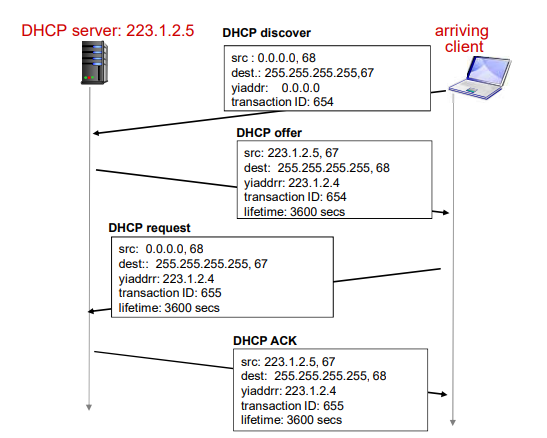 DHCP server: 223.1.2.5
DHCP discover
arriving
client
src : 0.0.0.0, 68
dest.: 255.255.255.255,67
yiaddr: 0.0.0.0
transaction ID: 654
DHCP offer
src: 223.1.2.5, 67
dest: 255.255.255.255, 68
yiaddrr: 223.1.2.4
transaction ID: 654
lifetime: 3600 secs
DHCP request
src: 0.0.0.0, 68
dest:: 255.255.255.255, 67
yiaddrr: 223.1.2.4
transaction ID: 655
lifetime: 3600 secs
DHCP ACK
src: 223.1.2.5, 67
dest: 255.255.255.255, 68
yiaddrr: 223.1.2.4
transaction ID: 655
lifetime: 3600 secs